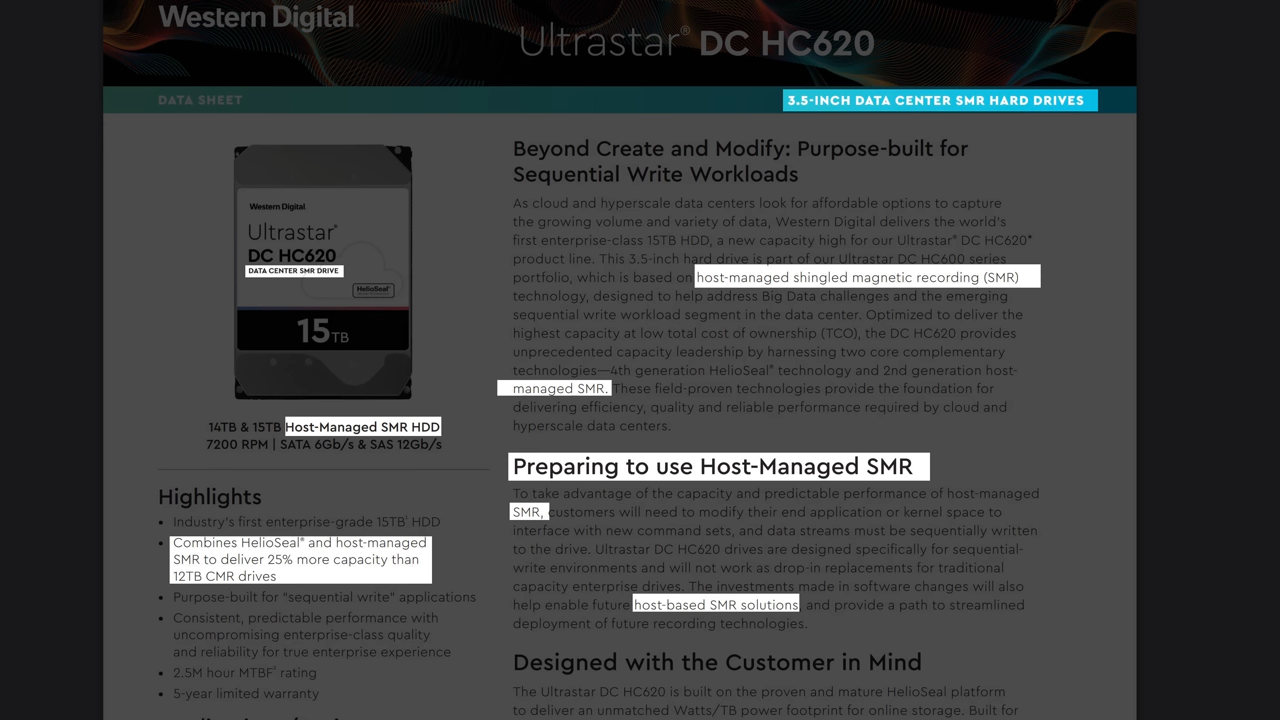 Western Digital
Ultrastar® DC HC620
DATA SHEET
3.5-INCH DATA CENTER SMR HARD DRIVES
Western Digital
Ultrastar®
DC HC620
DATA CENTER SMR DRIVE
HelioSeal®
15TB
14TB & 15TB Host-Managed SMR HDD
7200 RPM | SATA 6Gb/s & SAS 12Gb/s
Highlights
• Industry's first enterprise-grade 15TB¹ HDD
• Combines HelioSeal® and host-managed
SMR to deliver 25% more capacity than
12TB CMR drives
• Purpose-built for "sequential write" applications
• Consistent, predictable performance with
uncompromising enterprise-class quality
and reliability for true enterprise experience
• 2.5M hour MTBF² rating
• 5-year limited warranty
Beyond Create and Modify: Purpose-built for
Sequential Write Workloads
As cloud and hyperscale data centers look for affordable options to capture
the growing volume and variety of data, Western Digital delivers the world's
first enterprise-class 15TB HDD, a new capacity high for our Ultrastar® DC HC620*
product line. This 3.5-inch hard drive is part of our Ultrastar DC HC600 series
portfolio, which is based on host-managed shingled magnetic recording (SMR)
technology, designed to help address Big Data challenges and the emerging
sequential write workload segment in the data center. Optimized to deliver the
highest capacity at low total cost of ownership (TCO), the DC HC620 provides
unprecedented capacity leadership by harnessing two core complementary
technologies—4th generation HelioSeal® technology and 2nd generation host-
managed SMR. These field-proven technologies provide the foundation for
delivering efficiency, quality and reliable performance required by cloud and
hyperscale data centers.
Preparing to use Host-Managed SMR
To take advantage of the capacity and predictable performance of host-managed
SMR, customers will need to modify their end application or kernel space to
interface with new command sets, and data streams must be sequentially written
to the drive. Ultrastar DC HC620 drives are designed specifically for sequential-
write environments and will not work as drop-in replacements for traditional
capacity enterprise drives. The investments made in software changes will also
help enable future host-based SMR solutions, and provide a path to streamlined
deployment of future recording technologies.
Designed with the Customer in Mind
The Ultrastar DC HC620 is built on the proven and mature HelioSeal platform
to deliver an unmatched Watts/TB power footprint for online storage. Built for